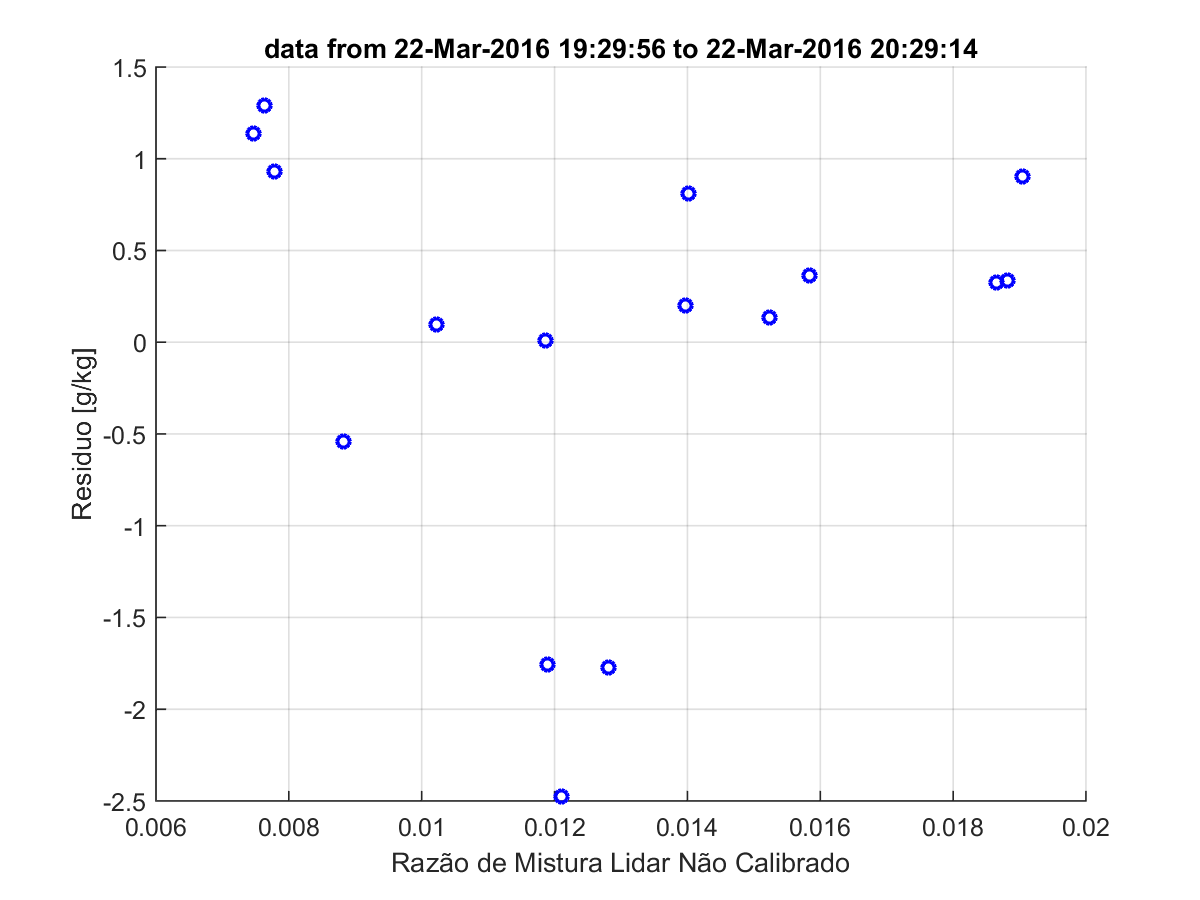 data from 22-Mar-2016 19:29:56 to 22-Mar-2016 20:29:14
1.5
1
0.5
0
-0.5
-1
-1.5
-2
-2.5
Residuo [g/kg]
0.006 0.008 0.01 0.012 0.014 0.016 0.018 0.02
Razão de Mistura Lidar Não Calibrado